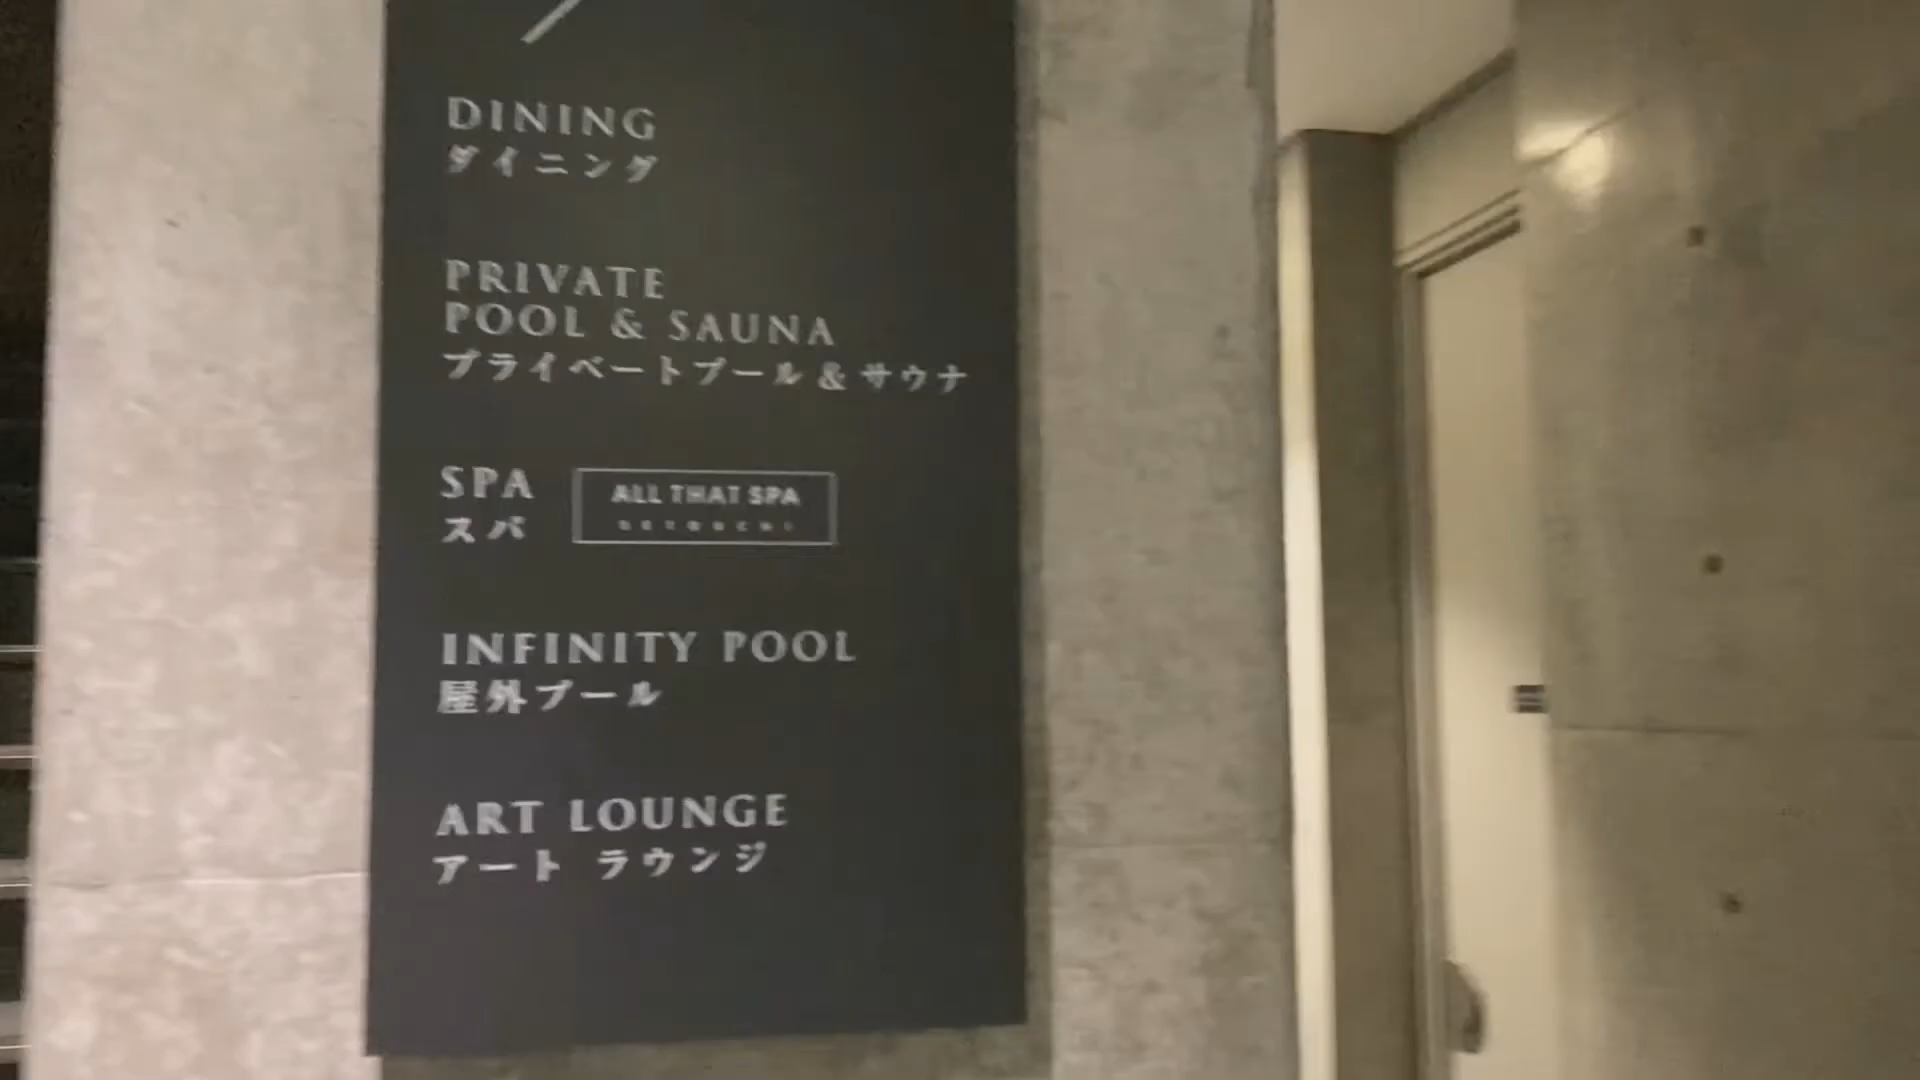 DINING
ダイニング
PRIVATE
POOL & SAUNA
プライベートプール & サウナ
SPA
スパ
ALL THAT SPA
SETOUCHI
INFINITY POOL
屋外プール
ART LOUNGE
アート ラウンジ